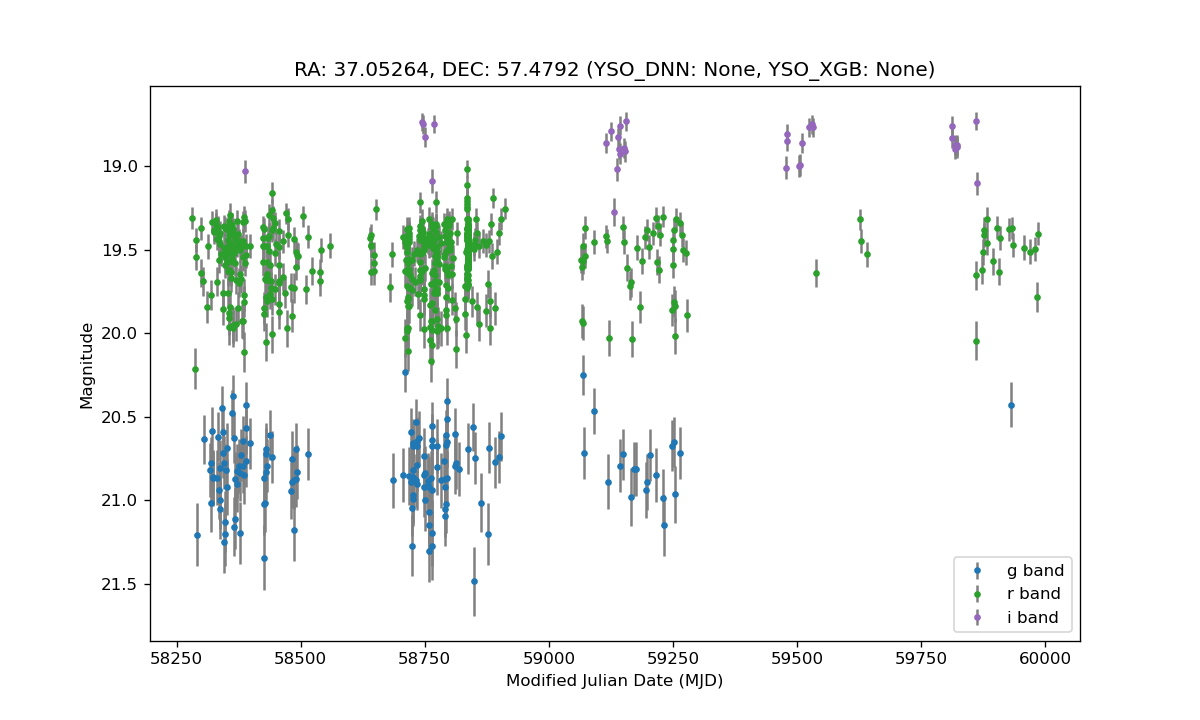 RA: 37.05264, DEC: 57.4792 (YSO_DNN: None, YSO_XGB: None)
Magnitude
19.0
19.5
20.0
20.5
21.0
21.5
g band
r band
i band
58250 58500 58750 59000 59250 59500 59750 60000
Modified Julian Date (MJD)